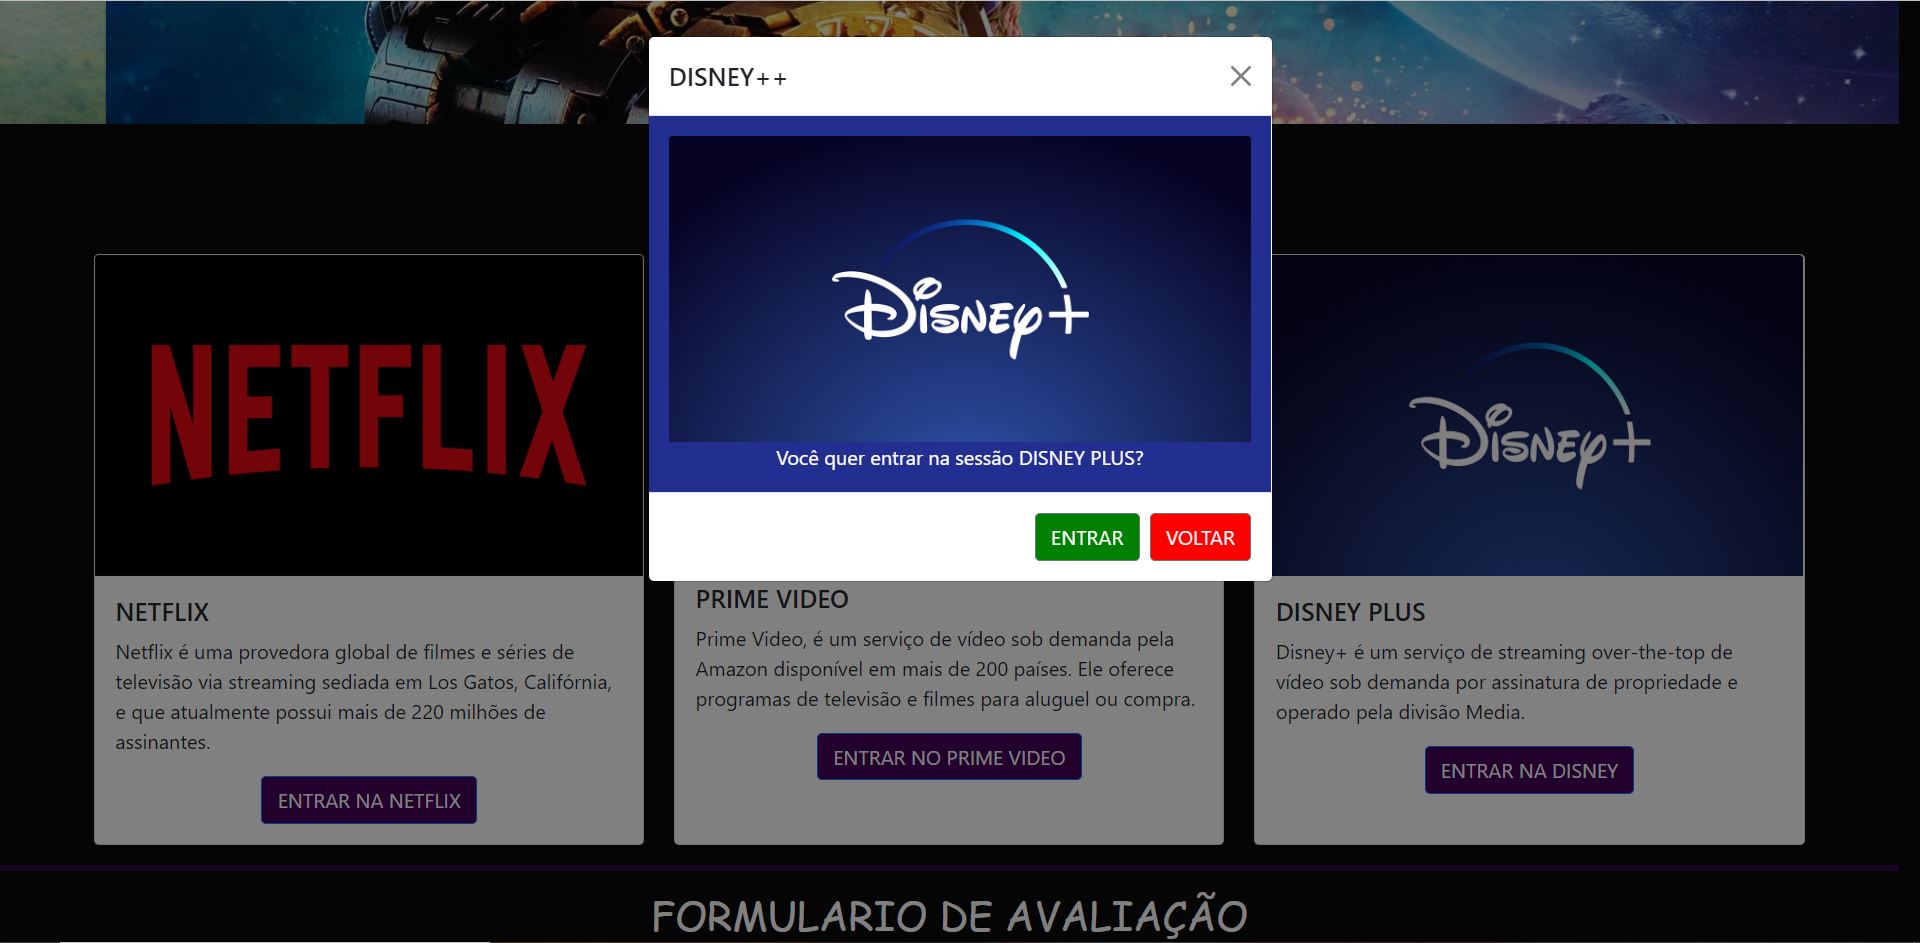 DISNEY++
Disney+
Você quer entrar na sessão DISNEY PLUS?
ENTRAR
VOLTAR
NETFLIX
NETFLIX
Netflix é uma provedora global de filmes e séries de
televisão via streaming sediada em Los Gatos, Califórnia,
e que atualmente possui mais de 220 milhões de
assinantes.
ENTRAR NA NETFLIX
PRIME VIDEO
Prime Video, é um serviço de vídeo sob demanda pela
Amazon disponível em mais de 200 países. Ele oferece
programas de televisão e filmes para aluguel ou compra.
ENTRAR NO PRIME VIDEO
Disney+
DISNEY PLUS
Disney+ é um serviço de streaming over-the-top de
vídeo sob demanda por assinatura de propriedade e
operado pela divisão Media.
ENTRAR NA DISNEY
FORMULARIO DE AVALIAÇÃO